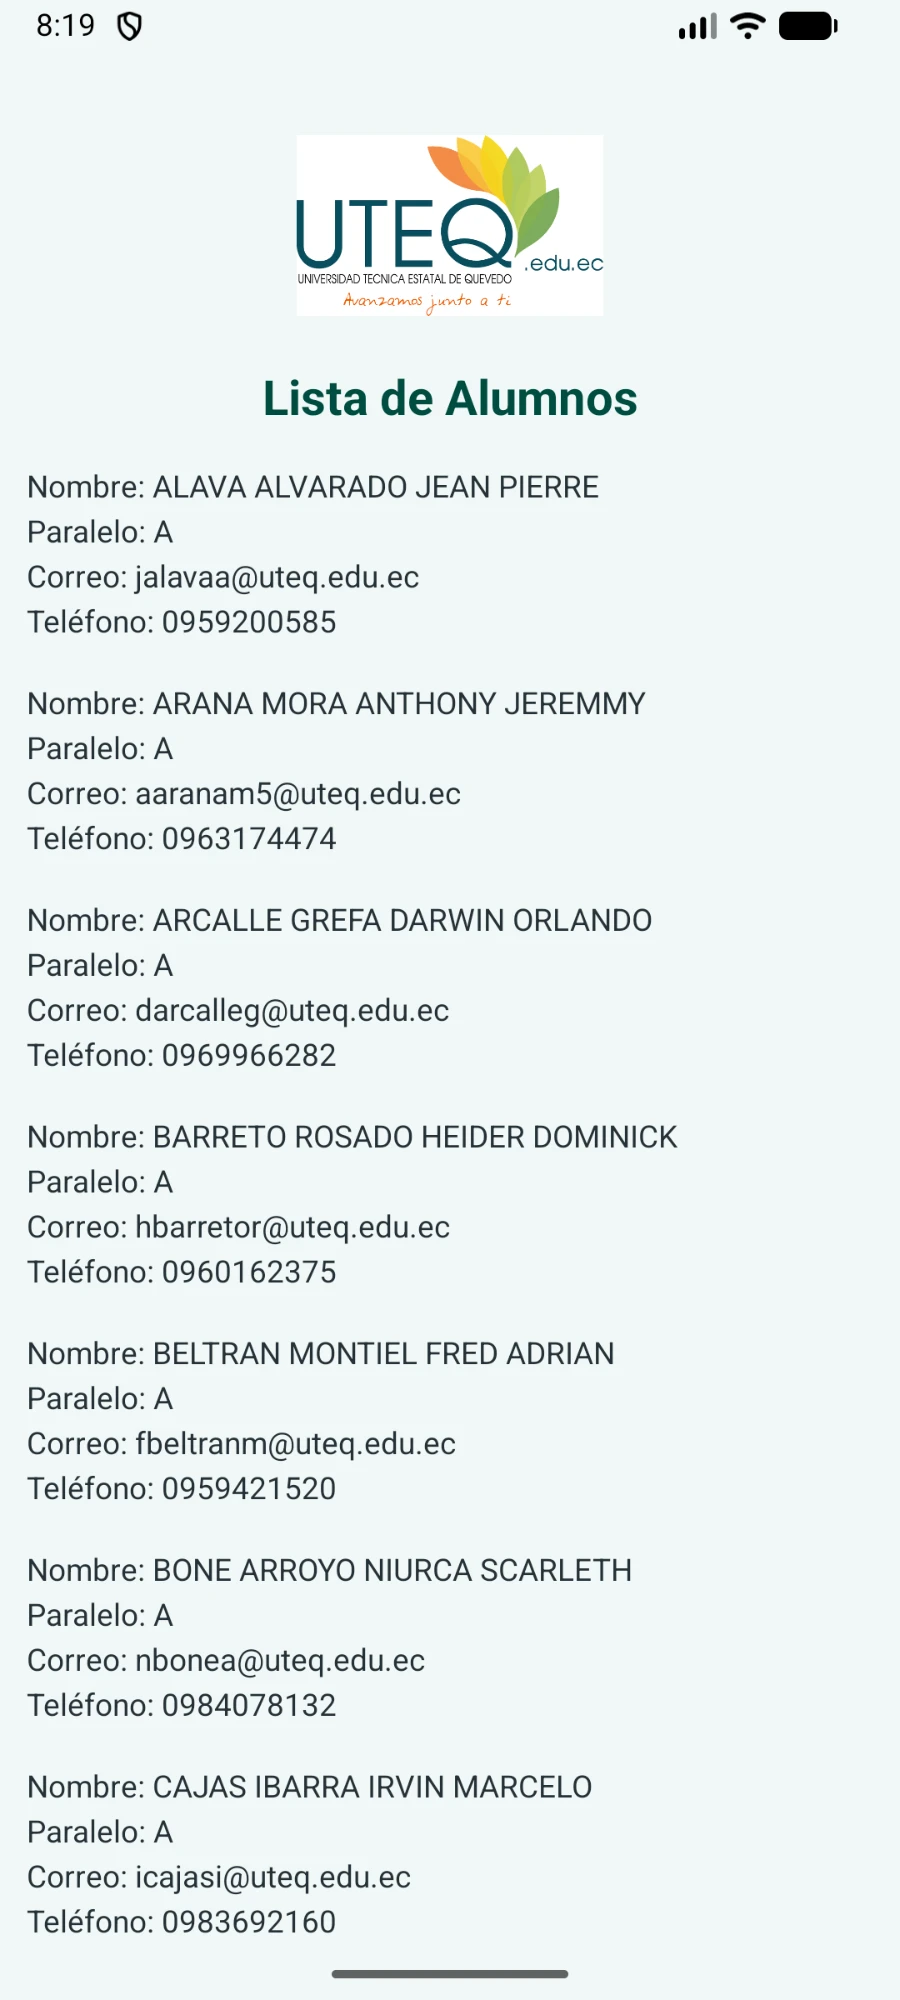 8:19
UTEQ
.edu.ec
UNIVERSIDAD TECNICA ESTATAL DE QUEVEDO
Avanzamos junto a ti
Lista de Alumnos
Nombre: ALAVA ALVARADO JEAN PIERRE
Paralelo: A
Correo: jalavaa@uteq.edu.ec
Teléfono: 0959200585
Nombre: ARANA MORA ANTHONY JEREMMY
Paralelo: A
Correo: aaranam5@uteq.edu.ec
Teléfono: 0963174474
Nombre: ARCALLE GREFA DARWIN ORLANDO
Paralelo: A
Correo: darcalleg@uteq.edu.ec
Teléfono: 0969966282
Nombre: BARRETO ROSADO HEIDER DOMINICK
Paralelo: A
Correo: hbarretor@uteq.edu.ec
Teléfono: 0960162375
Nombre: BELTRAN MONTIEL FRED ADRIAN
Paralelo: A
Correo: fbeltranm@uteq.edu.ec
Teléfono: 0959421520
Nombre: BONE ARROYO NIURCA SCARLETH
Paralelo: A
Correo: nbonea@uteq.edu.ec
Teléfono: 0984078132
Nombre: CAJAS IBARRA IRVIN MARCELO
Paralelo: A
Correo: icajasi@uteq.edu.ec
Teléfono: 0983692160